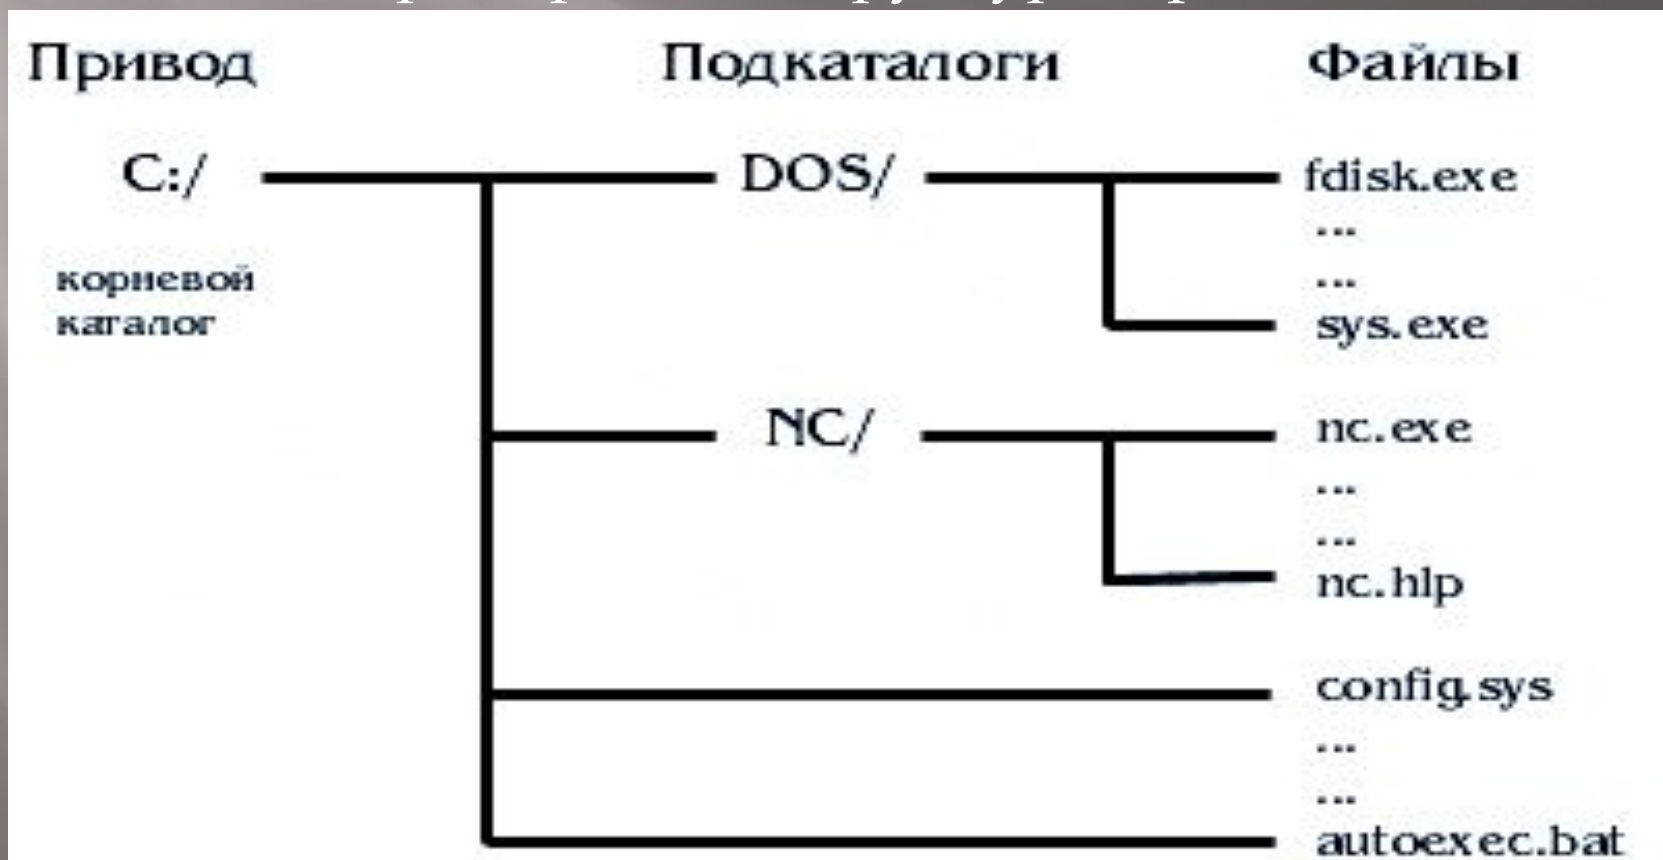 Привод Подкаталоги Файлы
C:/ DOS/ fdisk.exe
...
корневой ...
каталог sys.exe
NC/ nc.exe
...
...
nc.hlp
config.sys
...
...
autoexec.bat